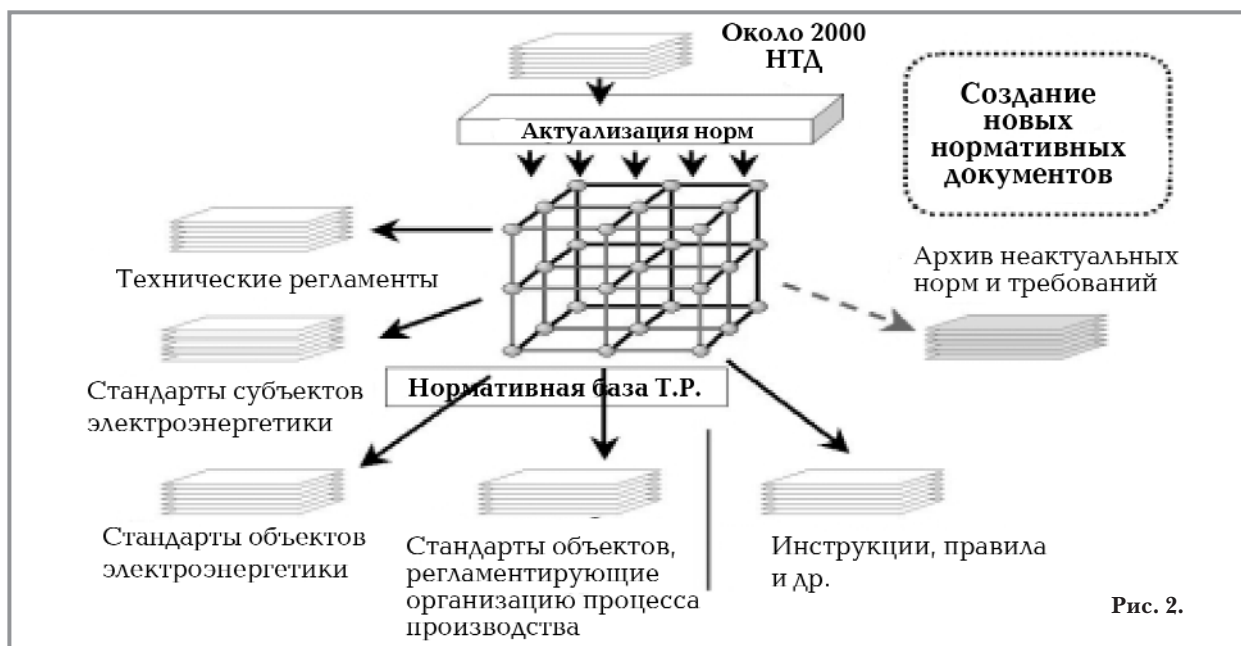 Около 2000
НТД
Создание
новых
нормативных
документов
Актуализация норм
Технические регламенты
Архив неактуальных
норм и требований
Стандарты субъектов
электроэнергетики
Нормативная база Т.Р.
Стандарты объектов
электроэнергетики
Стандарты объектов,
регламентирующие
организацию процесса
производства
Инструкции, правила
и др.
Рис. 2.